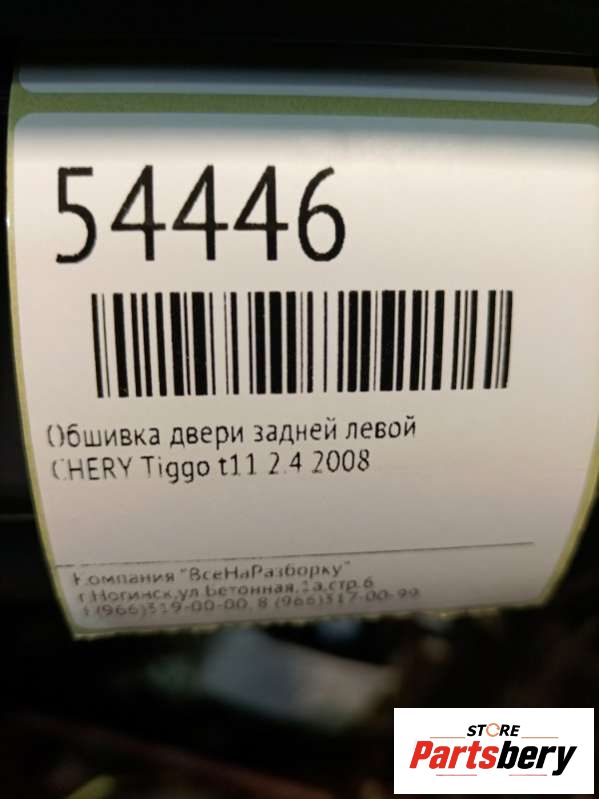 54446
Обшивка двери задней левой
CHERY Tiggo t11 2.4 2008
Компания "ВсеНаРазборку"
г.Ногинск,ул.Бетонная,1а,стр.6
8 (966)319-00-00, 8 (966)317-00-99
STORE
Partsbery